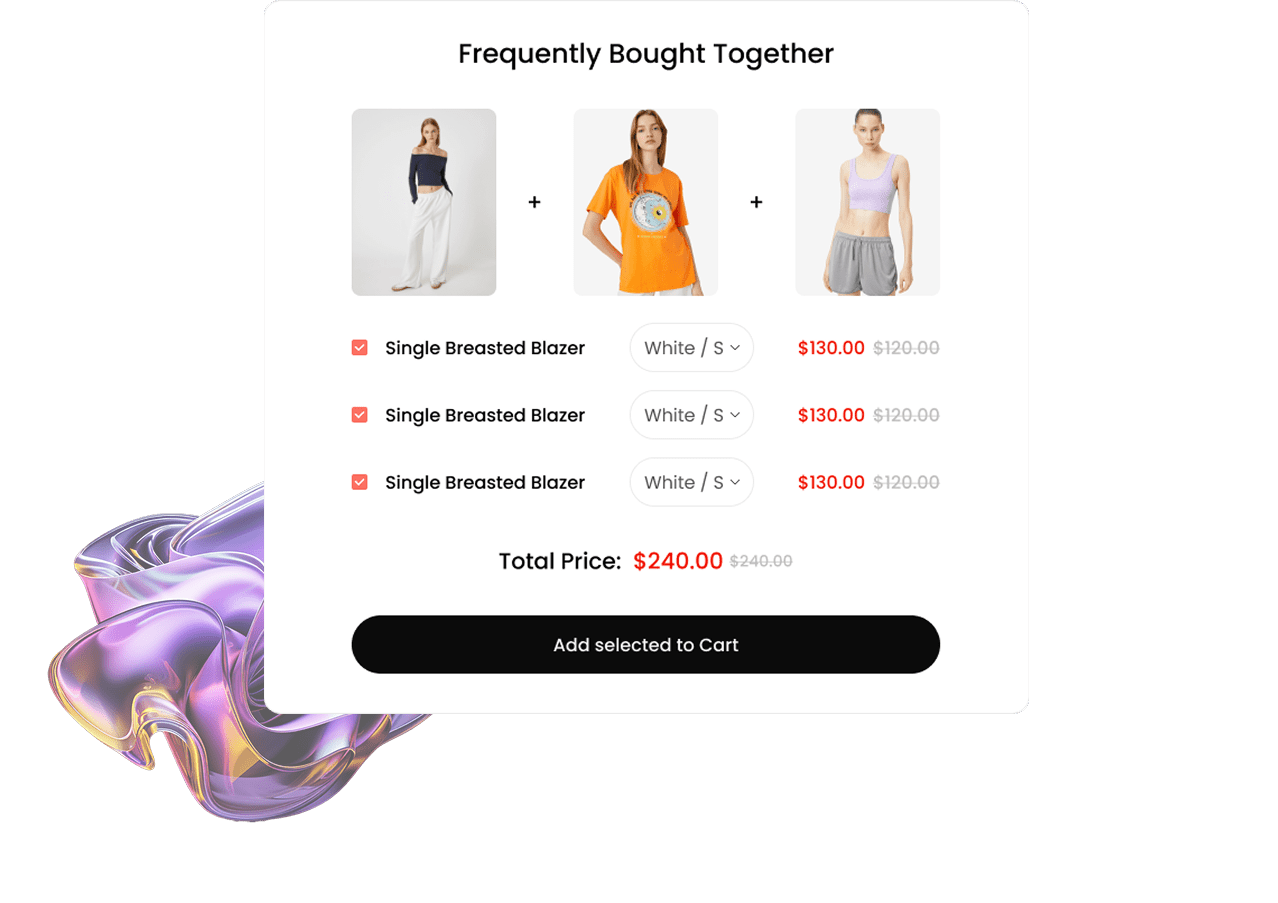 Frequently Bought Together
+ +
Single Breasted Blazer White / S $130.00 $120.00
Single Breasted Blazer White / S $130.00 $120.00
Single Breasted Blazer White / S $130.00 $120.00
Total Price: $240.00 $240.00
Add selected to Cart